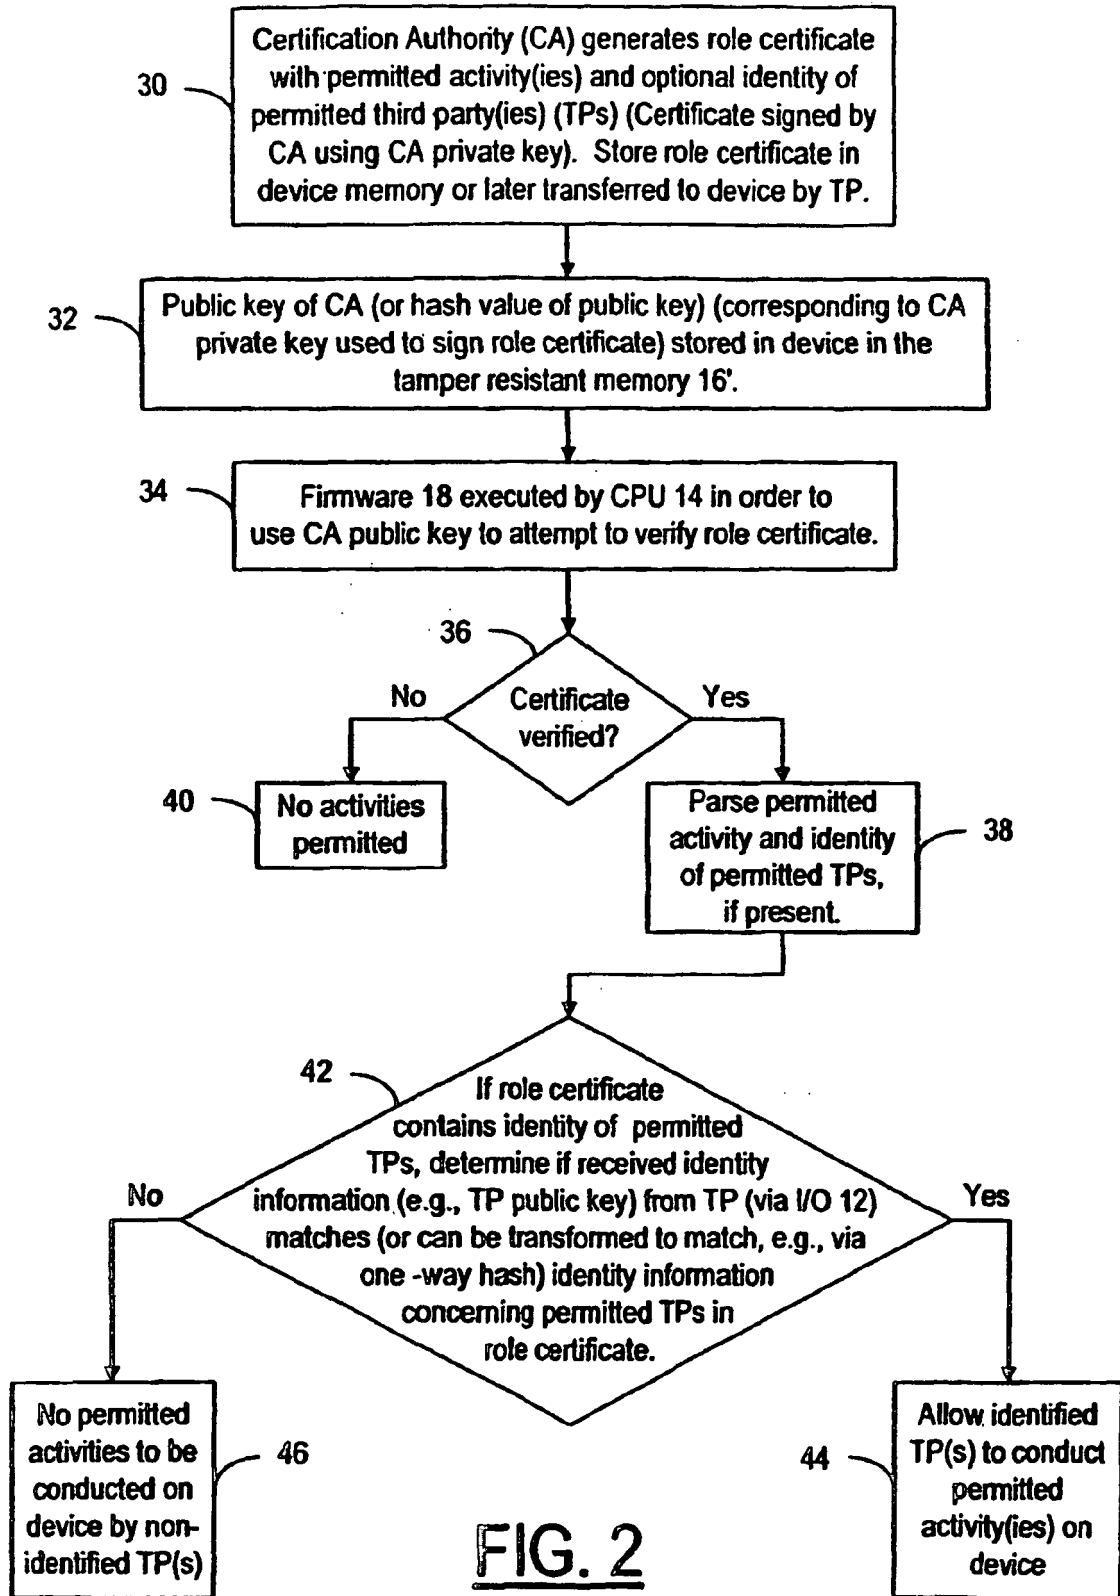 30
Certification Authority (CA) generates role certificate
with permitted activity(ies) and optional identity of
permitted third party(ies) (TPs) (Certificate signed by
CA using CA private key). Store role certificate in
device memory or later transferred to device by TP.
32
Public key of CA (or hash value of public key) (corresponding to CA
private key used to sign role certificate) stored in device in the
tamper resistant memory 16'.
34
Firmware 18 executed by CPU 14 in order to
use CA public key to attempt to verify role certificate.
36
Certificate
verified?
No
Yes
40
No activities
permitted
Parse permitted
activity and identity
of permitted TPs,
if present.
38
42
If role certificate
contains identity of permitted
TPs, determine if received identity
information (e.g., TP public key) from TP (via I/O 12)
matches (or can be transformed to match, e.g., via
one -way hash) identity information
concerning permitted TPs in
role certificate.
No
Yes
No permitted
activities to be
conducted on
device by non-
identified TP(s)
46
44
Allow identified
TP(s) to conduct
permitted
activity(ies) on
device
FIG. 2